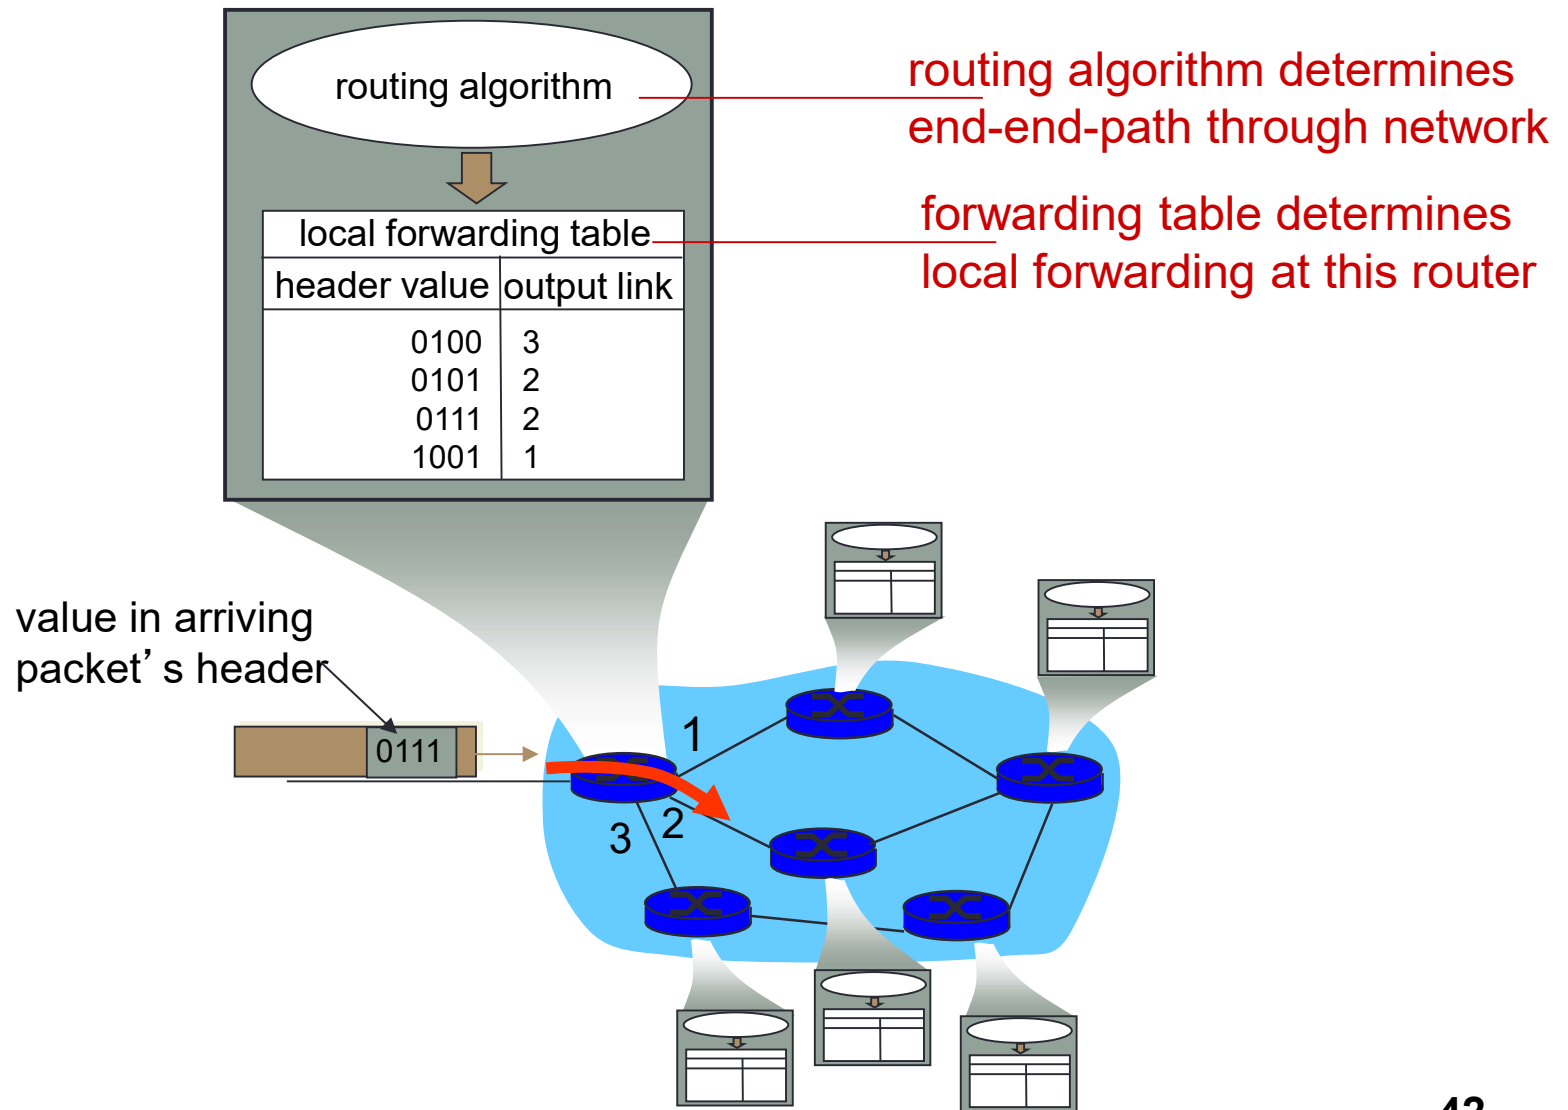 routing algorithm
routing algorithm determines
end-end-path through network
local forwarding table
forwarding table determines
local forwarding at this router
header value output link
0100 3
0101 2
0111 2
1001 1
value in arriving
packet’s header
0111
1
2
3
42